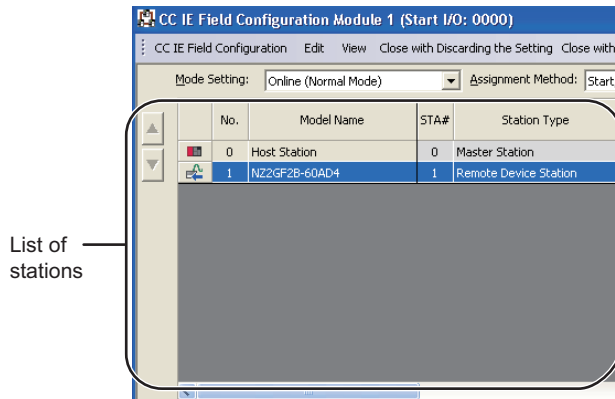 CC IE Field Configuration Module 1 (Start I/O: 0000)
CC IE Field Configuration Edit View Close with Discarding the Setting Close with
Mode Setting: Online (Normal Mode) Assignment Method: Start
No. Model Name STA# Station Type
0 Host Station 0 Master Station
1 NZ2GF2B-60AD4 1 Remote Device Station
List of
stations